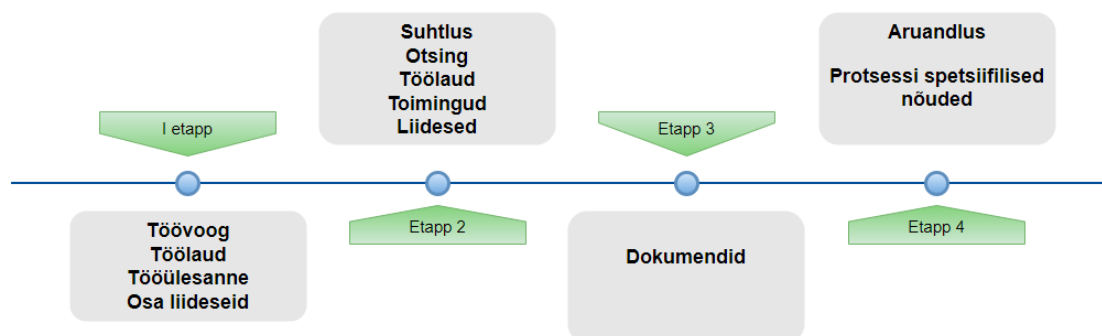 I etapp
Töövoog
Töölaud
Tööülesanne
Osa liideseid
Suhtlus
Otsing
Töölaud
Toimingud
Liidesed
Etapp 2
Etapp 3
Dokumendid
Aruandlus
Protsessi spetsiifilised
nõuded
Etapp 4